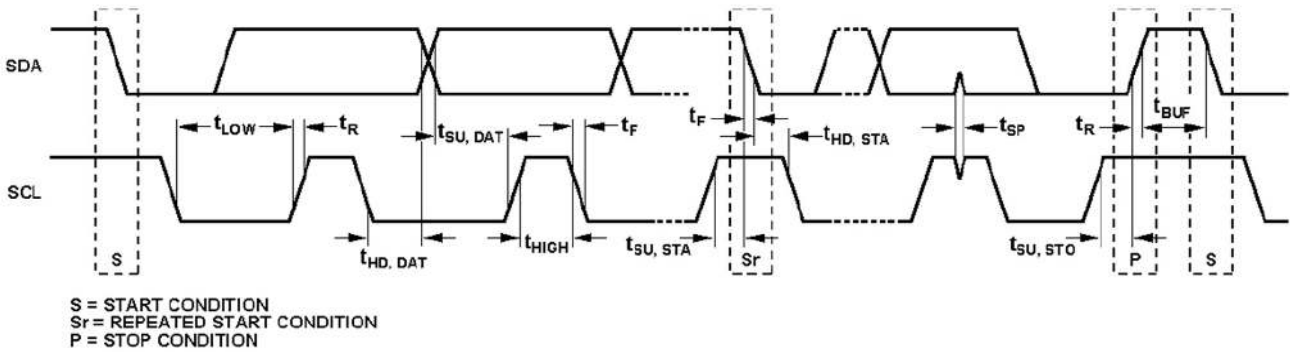 SDA
tLOW
tR
tSU, DAT
tF
tF
tHD, STA
tSP
tR
tBUF
SCL
tHD, DAT
tHIGH
tSU, STA
tSU, STO
S
Sr
P
S
S = START CONDITION
Sr = REPEATED START CONDITION
P = STOP CONDITION